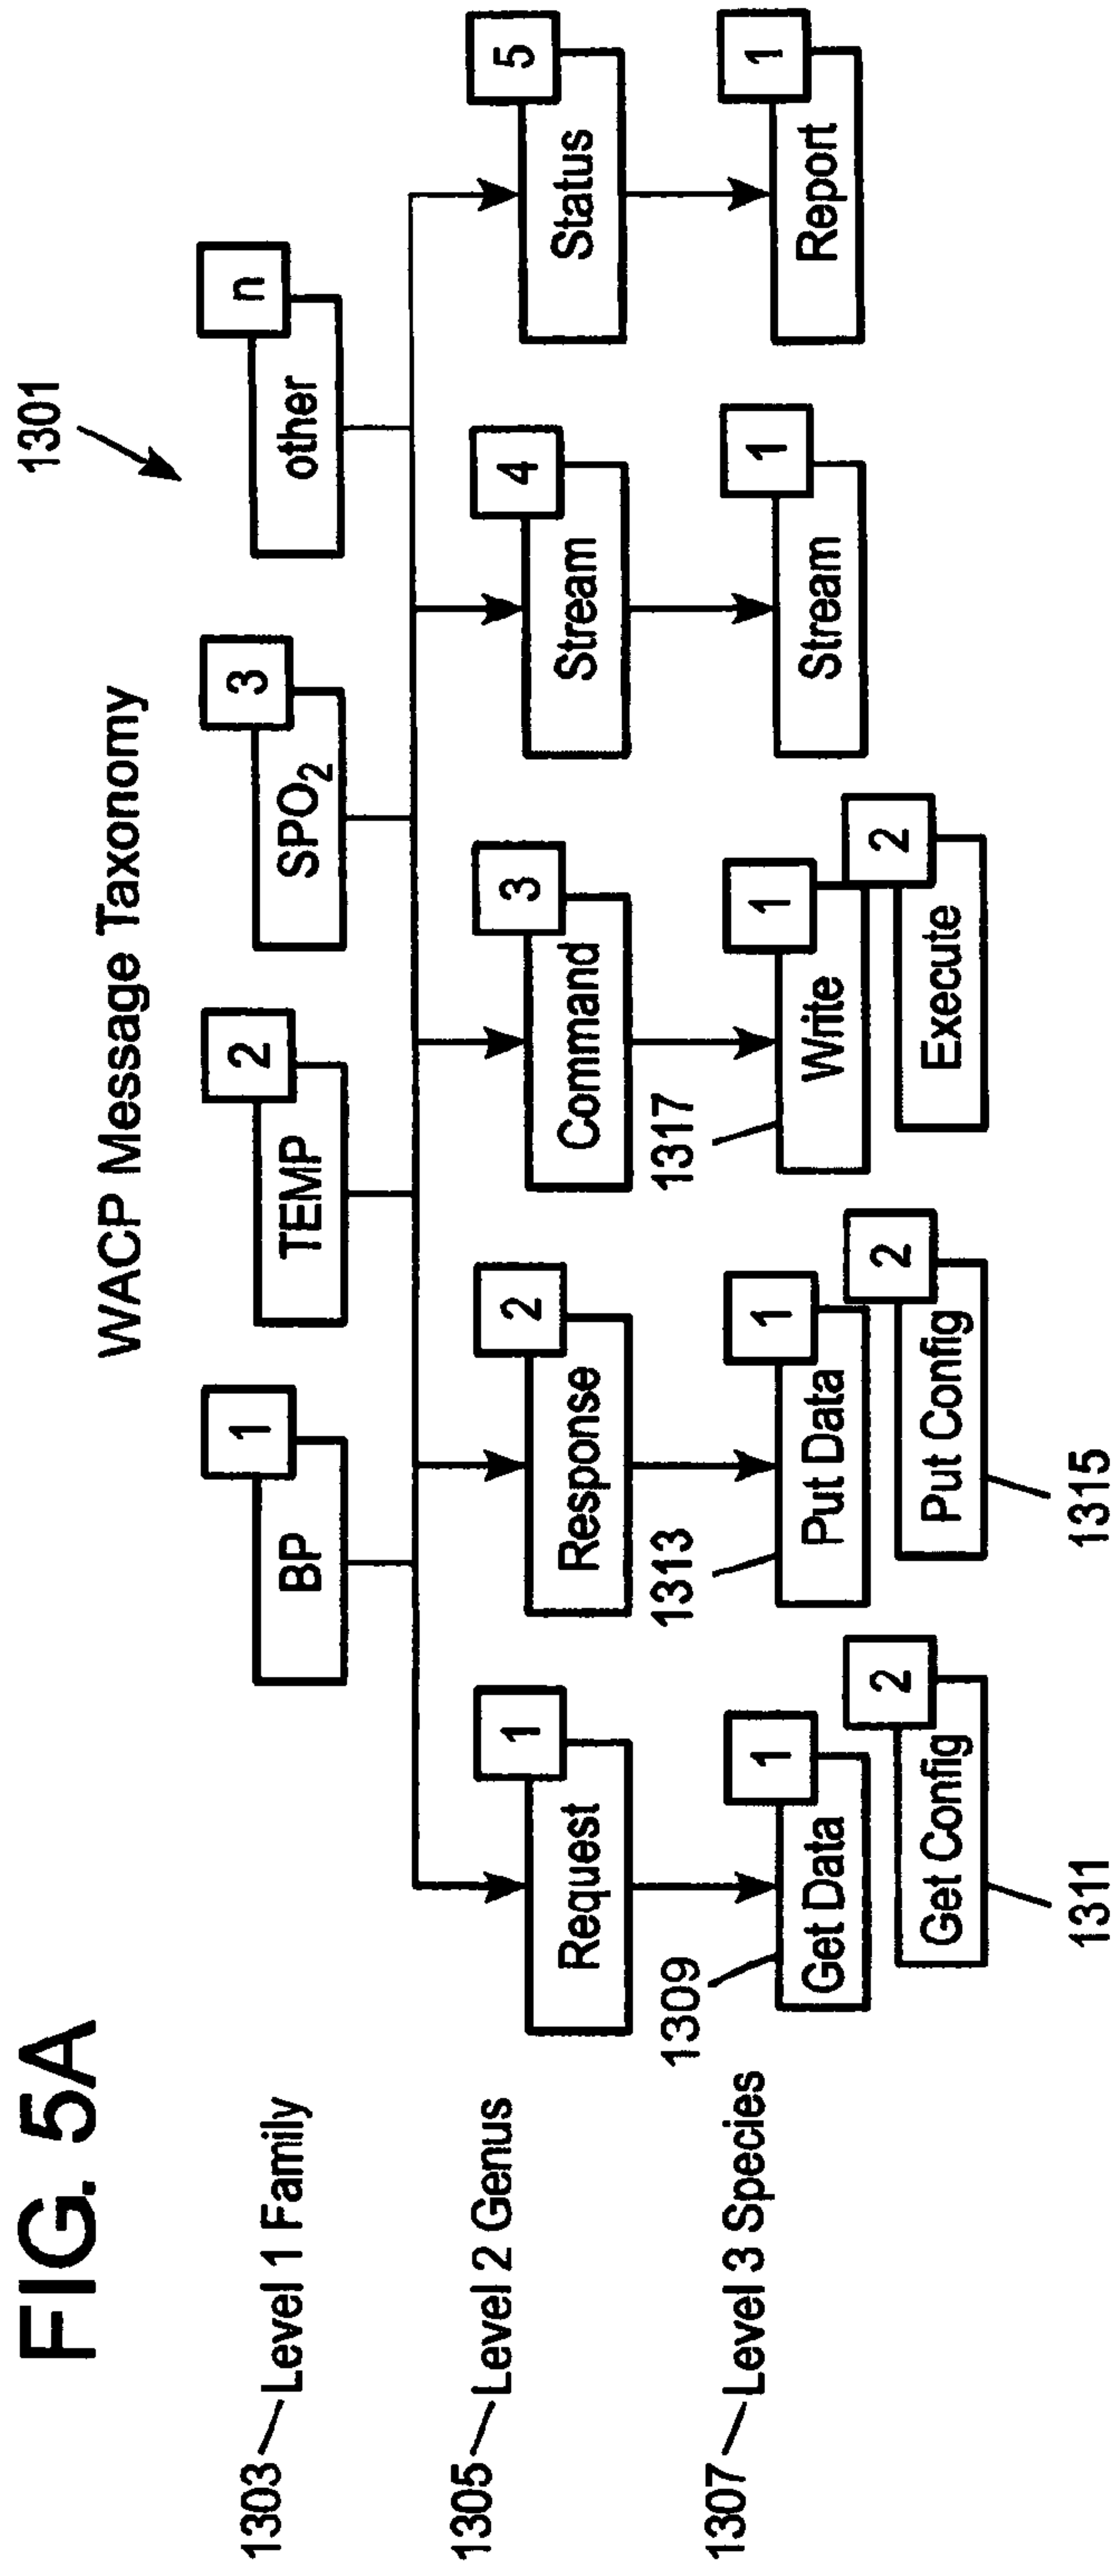 FIG. 5A
WACP Message Taxonomy
1301
1303
Level 1 Family
BP
1
TEMP
2
SPO₂
3
other
n
1305
Level 2 Genus
Request
1
Response
2
Command
3
Stream
4
Status
5
1307
Level 3 Species
1309
Get Data
1
Get Config
2
1311
1313
Put Data
1
Put Config
2
1315
1317
Write
1
Execute
2
Stream
1
Report
1